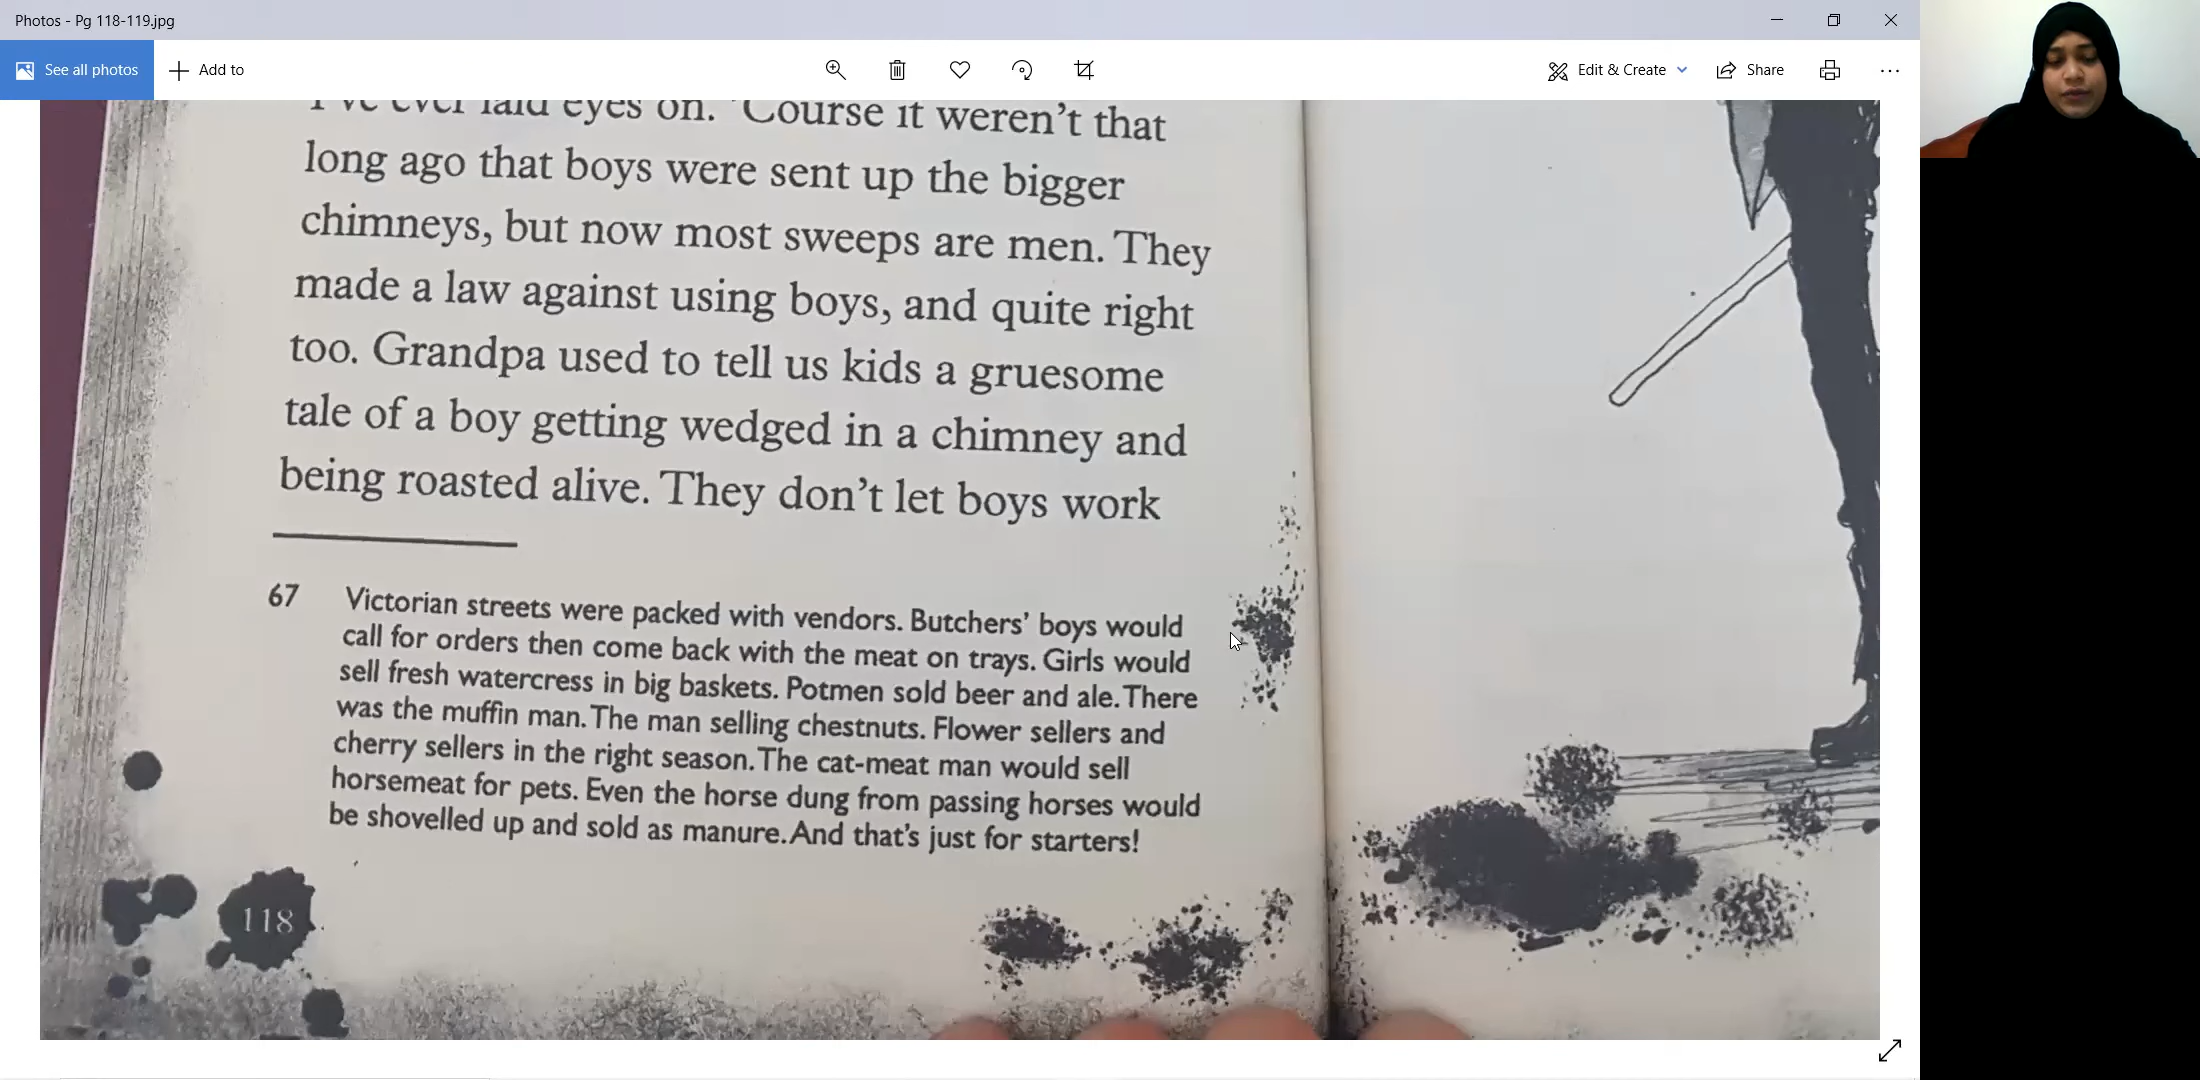 Photos - Pg 118-119.jpg
See all photos
Add to
Edit & Create
Share
I've ever laid eyes on. 'Course it weren't that
long ago that boys were sent up the bigger
chimneys, but now most sweeps are men. They
made a law against using boys, and quite right
too. Grandpa used to tell us kids a gruesome
tale of a boy getting wedged in a chimney and
being roasted alive. They don't let boys work
67 Victorian streets were packed with vendors. Butchers' boys would
call for orders then come back with the meat on trays. Girls would
sell fresh watercress in big baskets. Potmen sold beer and ale. There
was the muffin man. The man selling chestnuts. Flower sellers and
cherry sellers in the right season. The cat-meat man would sell
horsemeat for pets. Even the horse dung from passing horses would
be shovelled up and sold as manure. And that's just for starters!
118